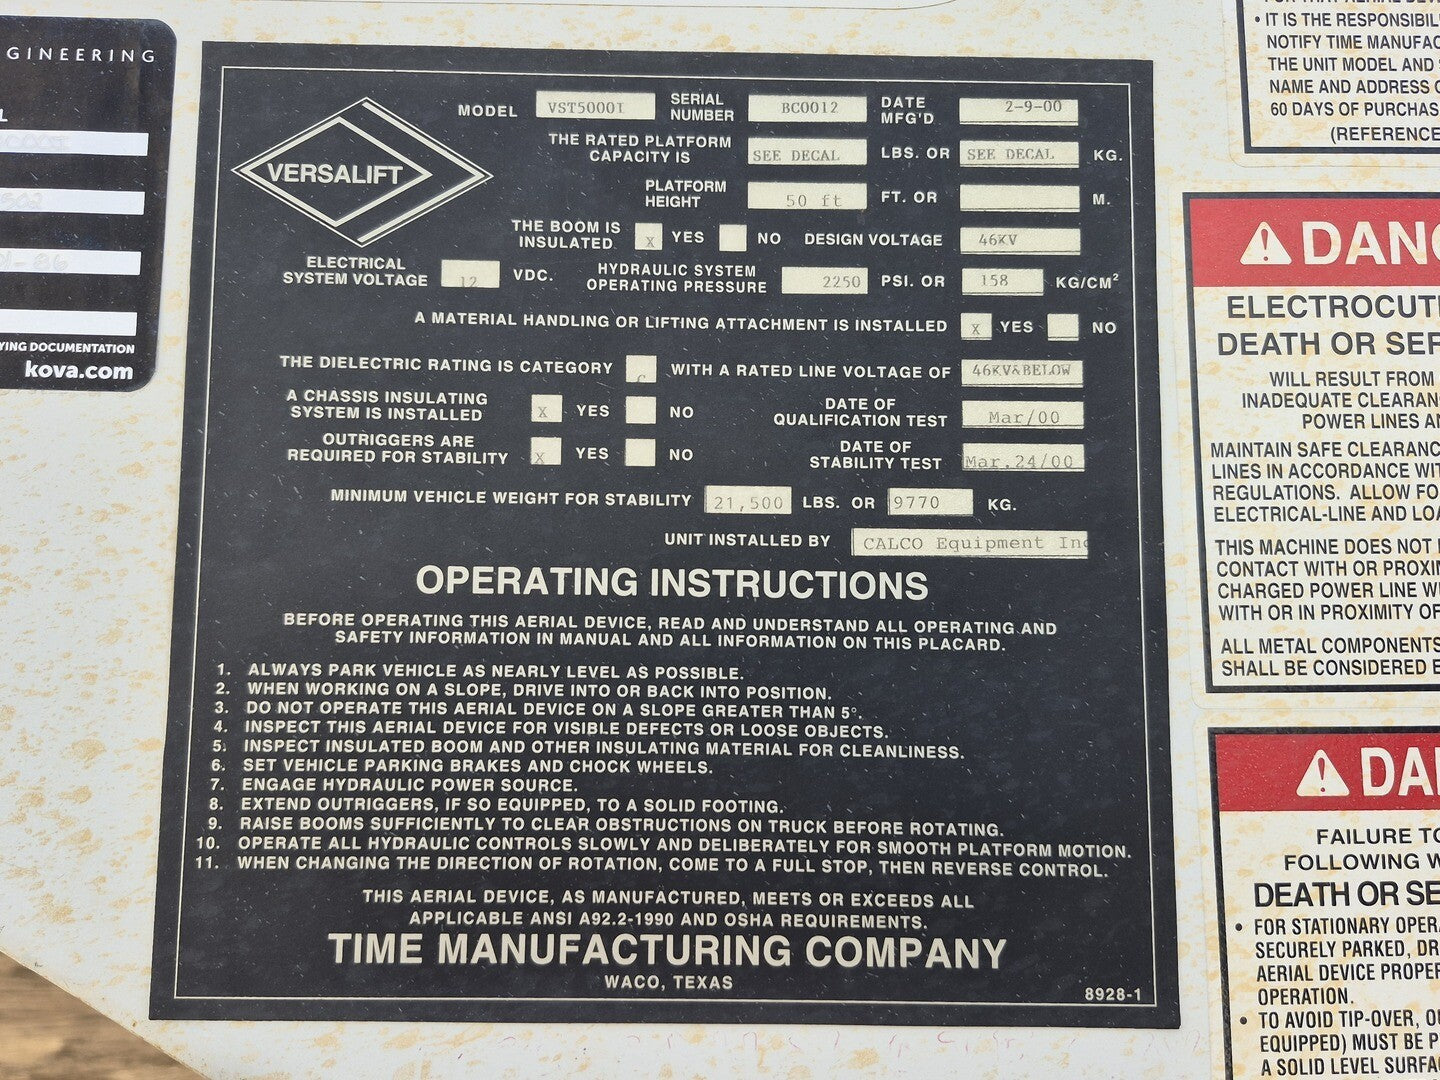 GINEERING
YING DOCUMENTATION
kova.com
VERSALIFT
MODEL VST5000I SERIAL NUMBER BC0012 DATE MFG'D 2-9-00
THE RATED PLATFORM CAPACITY IS SEE DECAL LBS. OR SEE DECAL KG.
PLATFORM HEIGHT 50 ft FT. OR M.
THE BOOM IS INSULATED X YES NO DESIGN VOLTAGE 46KV
ELECTRICAL SYSTEM VOLTAGE 12 VDC. HYDRAULIC SYSTEM OPERATING PRESSURE 2250 PSI. OR 158 KG/CM²
A MATERIAL HANDLING OR LIFTING ATTACHMENT IS INSTALLED X YES NO
THE DIELECTRIC RATING IS CATEGORY C WITH A RATED LINE VOLTAGE OF 46KV&BELOW
A CHASSIS INSULATING SYSTEM IS INSTALLED X YES NO DATE OF QUALIFICATION TEST Mar/00
OUTRIGGERS ARE REQUIRED FOR STABILITY X YES NO DATE OF STABILITY TEST Mar.24/00
MINIMUM VEHICLE WEIGHT FOR STABILITY 21,500 LBS. OR 9770 KG.
UNIT INSTALLED BY CALCO Equipment Inc
OPERATING INSTRUCTIONS
BEFORE OPERATING THIS AERIAL DEVICE, READ AND UNDERSTAND ALL OPERATING AND
SAFETY INFORMATION IN MANUAL AND ALL INFORMATION ON THIS PLACARD.
1. ALWAYS PARK VEHICLE AS NEARLY LEVEL AS POSSIBLE.
2. WHEN WORKING ON A SLOPE, DRIVE INTO OR BACK INTO POSITION.
3. DO NOT OPERATE THIS AERIAL DEVICE ON A SLOPE GREATER THAN 5°.
4. INSPECT THIS AERIAL DEVICE FOR VISIBLE DEFECTS OR LOOSE OBJECTS.
5. INSPECT INSULATED BOOM AND OTHER INSULATING MATERIAL FOR CLEANLINESS.
6. SET VEHICLE PARKING BRAKES AND CHOCK WHEELS.
7. ENGAGE HYDRAULIC POWER SOURCE.
8. EXTEND OUTRIGGERS, IF SO EQUIPPED, TO A SOLID FOOTING.
9. RAISE BOOMS SUFFICIENTLY TO CLEAR OBSTRUCTIONS ON TRUCK BEFORE ROTATING.
10. OPERATE ALL HYDRAULIC CONTROLS SLOWLY AND DELIBERATELY FOR SMOOTH PLATFORM MOTION.
11. WHEN CHANGING THE DIRECTION OF ROTATION, COME TO A FULL STOP, THEN REVERSE CONTROL.
THIS AERIAL DEVICE, AS MANUFACTURED, MEETS OR EXCEEDS ALL
APPLICABLE ANSI A92.2-1990 AND OSHA REQUIREMENTS.
TIME MANUFACTURING COMPANY
WACO, TEXAS
8928-1
• IT IS THE RESPONSIBIL
NOTIFY TIME MANUFAC
THE UNIT MODEL AND
NAME AND ADDRESS O
60 DAYS OF PURCHAS
(REFERENCE
DANG
ELECTROCUTI
DEATH OR SER
WILL RESULT FROM
INADEQUATE CLEARAN
POWER LINES AN
MAINTAIN SAFE CLEARANC
LINES IN ACCORDANCE WIT
REGULATIONS. ALLOW FO
ELECTRICAL-LINE AND LOA
THIS MACHINE DOES NOT
CONTACT WITH OR PROXIM
CHARGED POWER LINE W
WITH OR IN PROXIMITY OF
ALL METAL COMPONENTS
SHALL BE CONSIDERED E
DAN
FAILURE TO
FOLLOWING W
DEATH OR SE
• FOR STATIONARY OPERA
SECURELY PARKED, DR
AERIAL DEVICE PROPER
OPERATION.
• TO AVOID TIP-OVER, OU
EQUIPPED) MUST BE P
A SOLID LEVEL SURFA